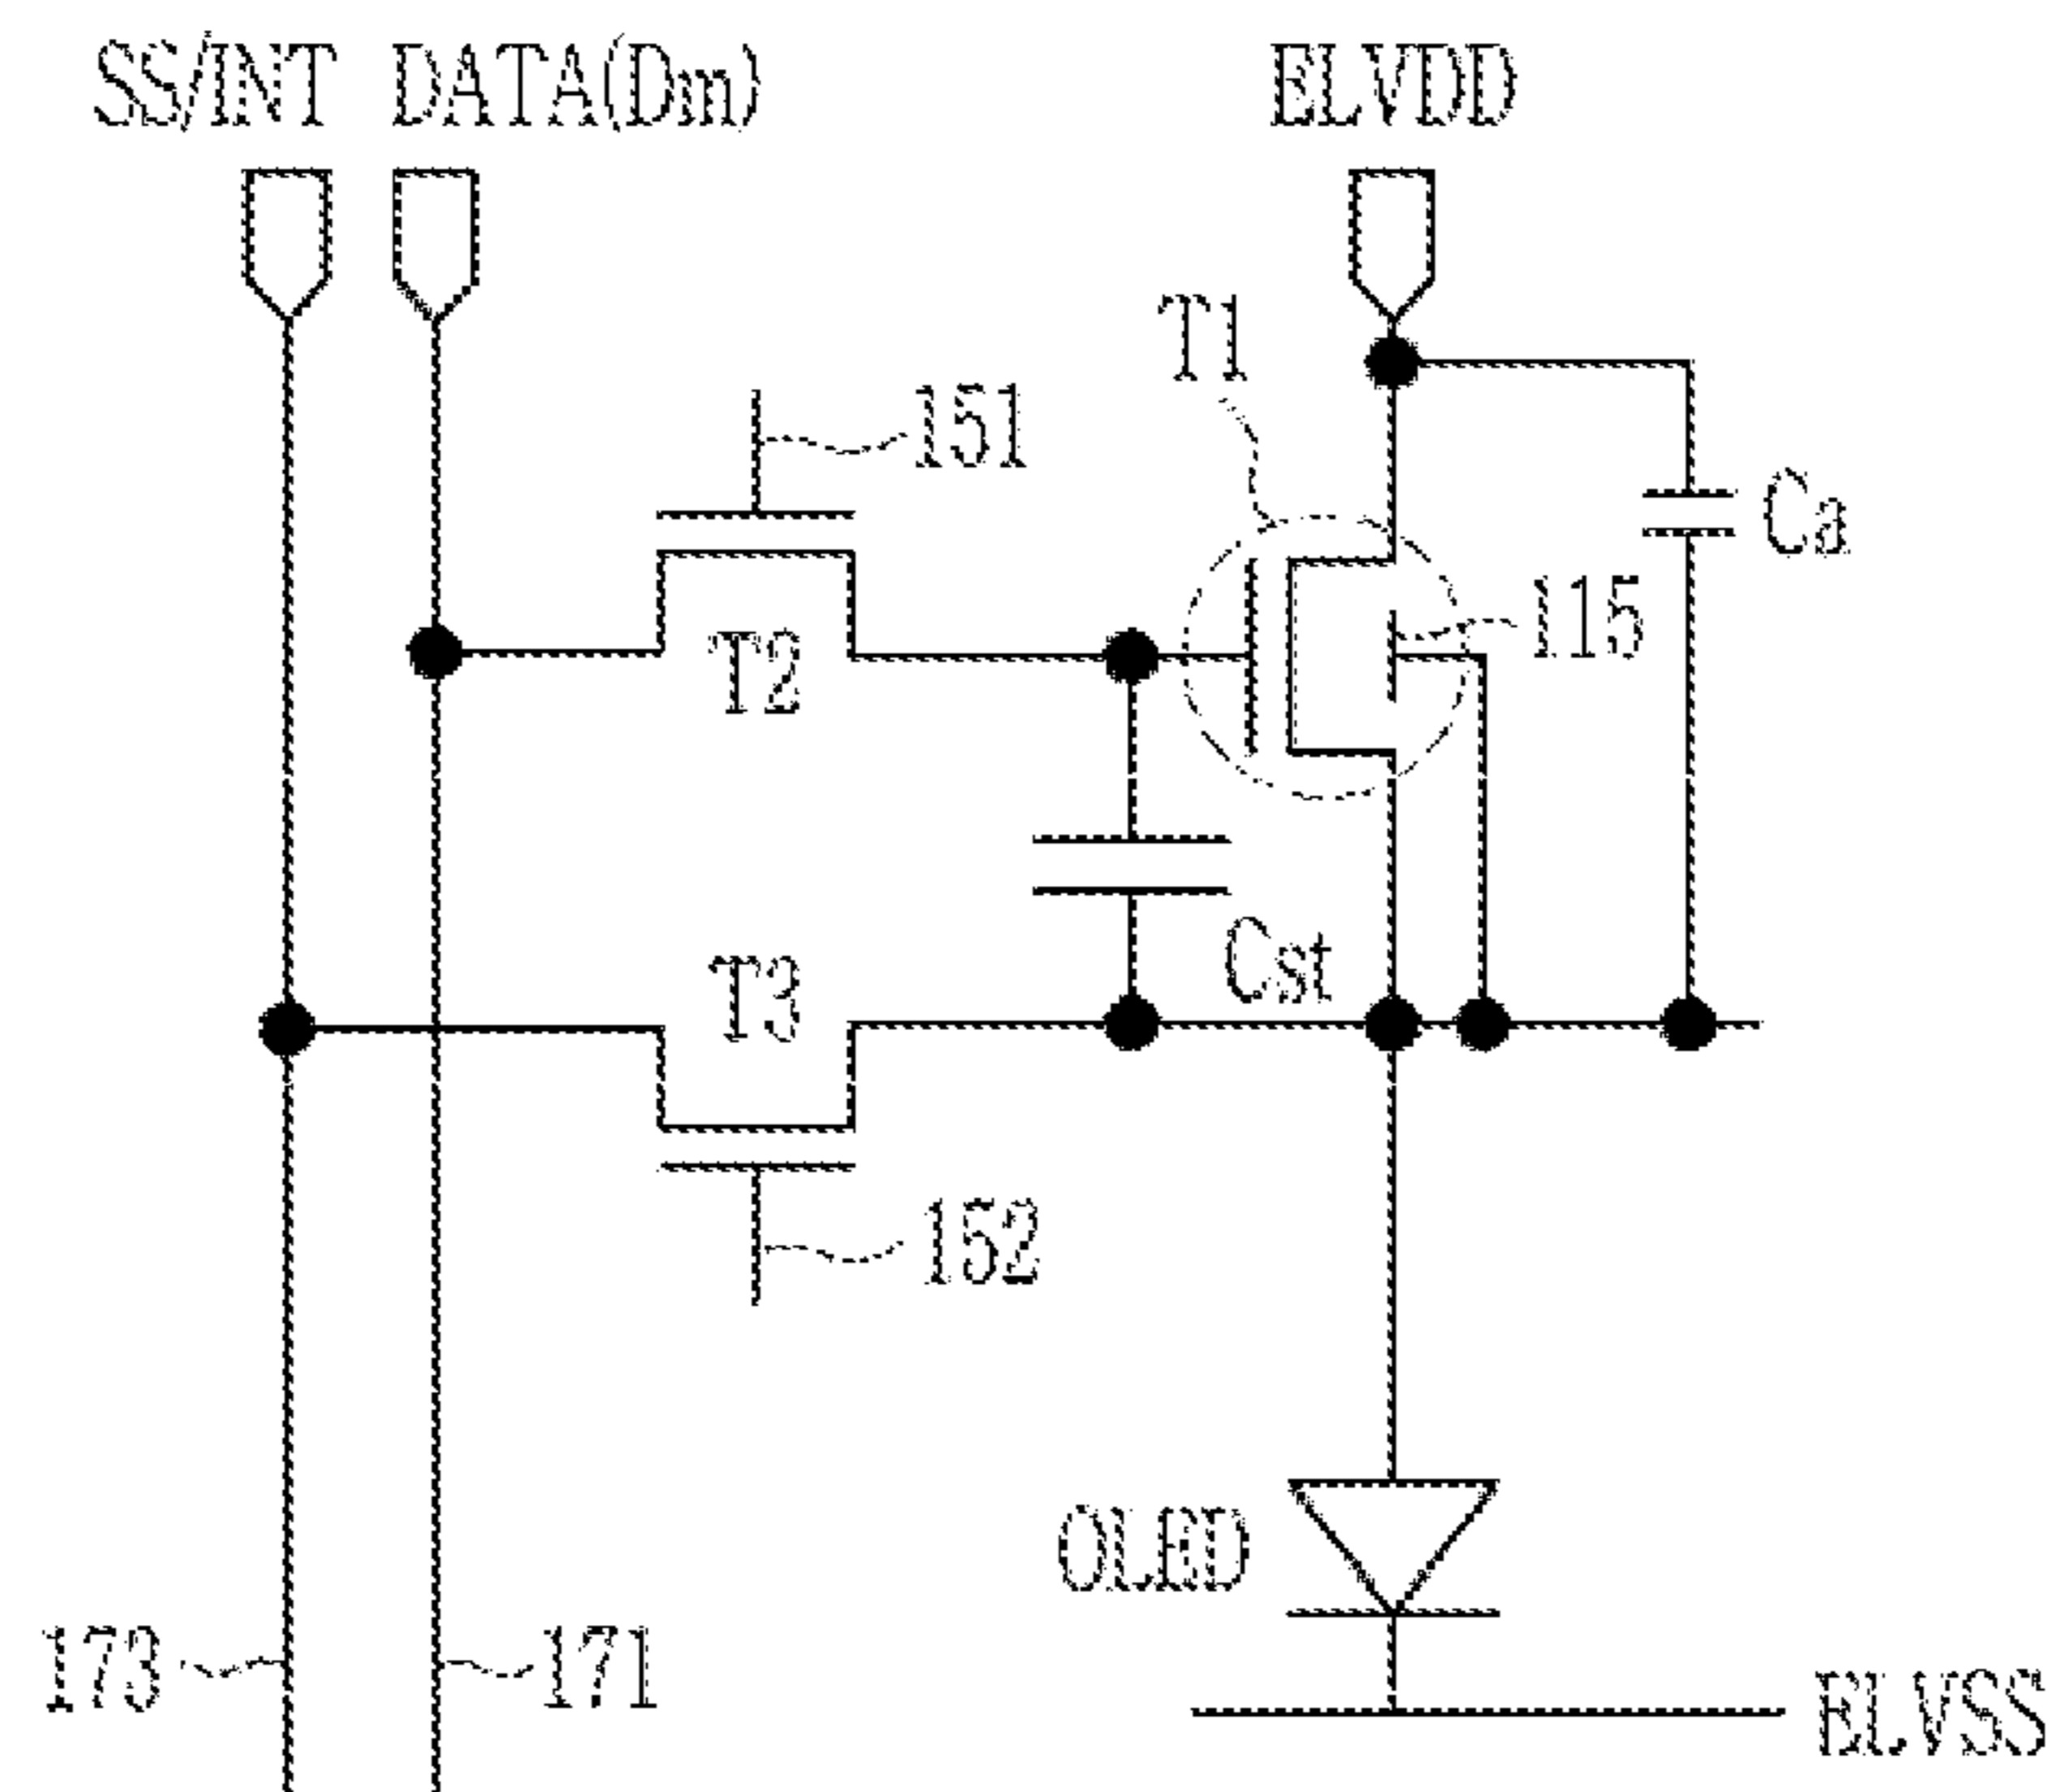 SS/INT DATA(Dm) ELVDD
T1
151
Ca
115
T2
Cst
T3
152
OLED
173
171
ELVSS